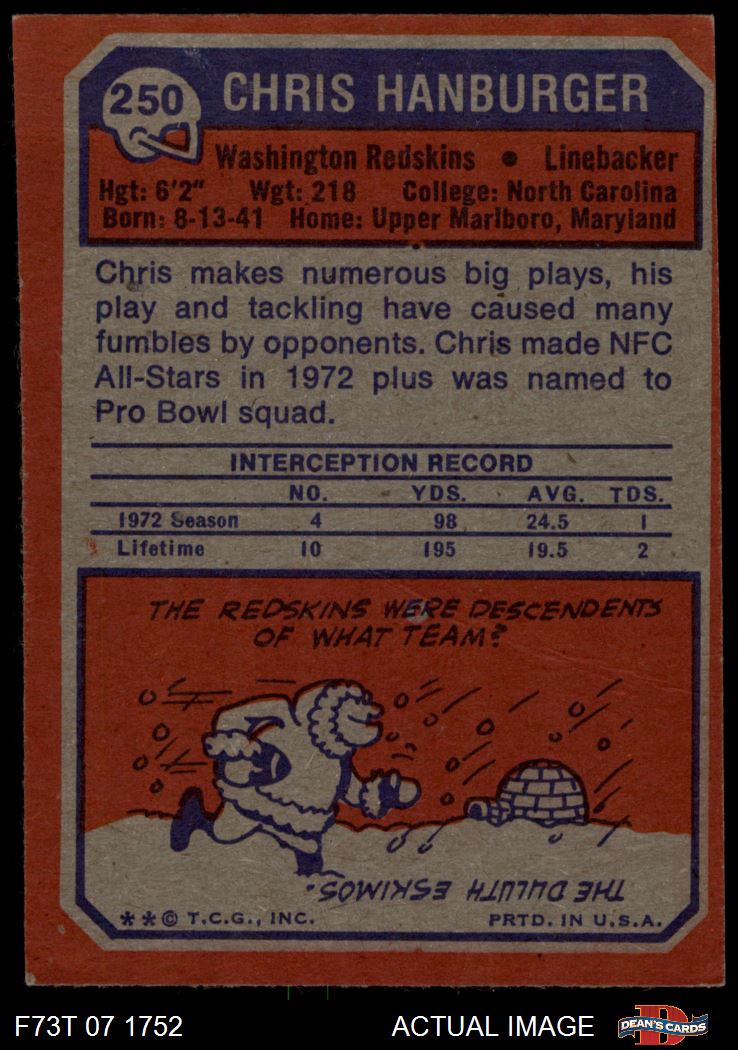 250
CHRIS HANBURGER
Washington Redskins • Linebacker
Hgt: 6'2" Wgt: 218 College: North Carolina
Born: 8-13-41 Home: Upper Marlboro, Maryland
Chris makes numerous big plays, his
play and tackling have caused many
fumbles by opponents. Chris made NFC
All-Stars in 1972 plus was named to
Pro Bowl squad.
INTERCEPTION RECORD
NO. YDS. AVG. TDS.
1972 Season 4 98 24.5 1
Lifetime 10 195 19.5 2
THE REDSKINS WERE DESCENDENTS
OF WHAT TEAM?
THE DULUTH
ESKIMOS.
**© T.C.G., INC. PRTD. IN U.S.A.
F73T 07 1752 ACTUAL IMAGE
D
DEAN'S CARDS